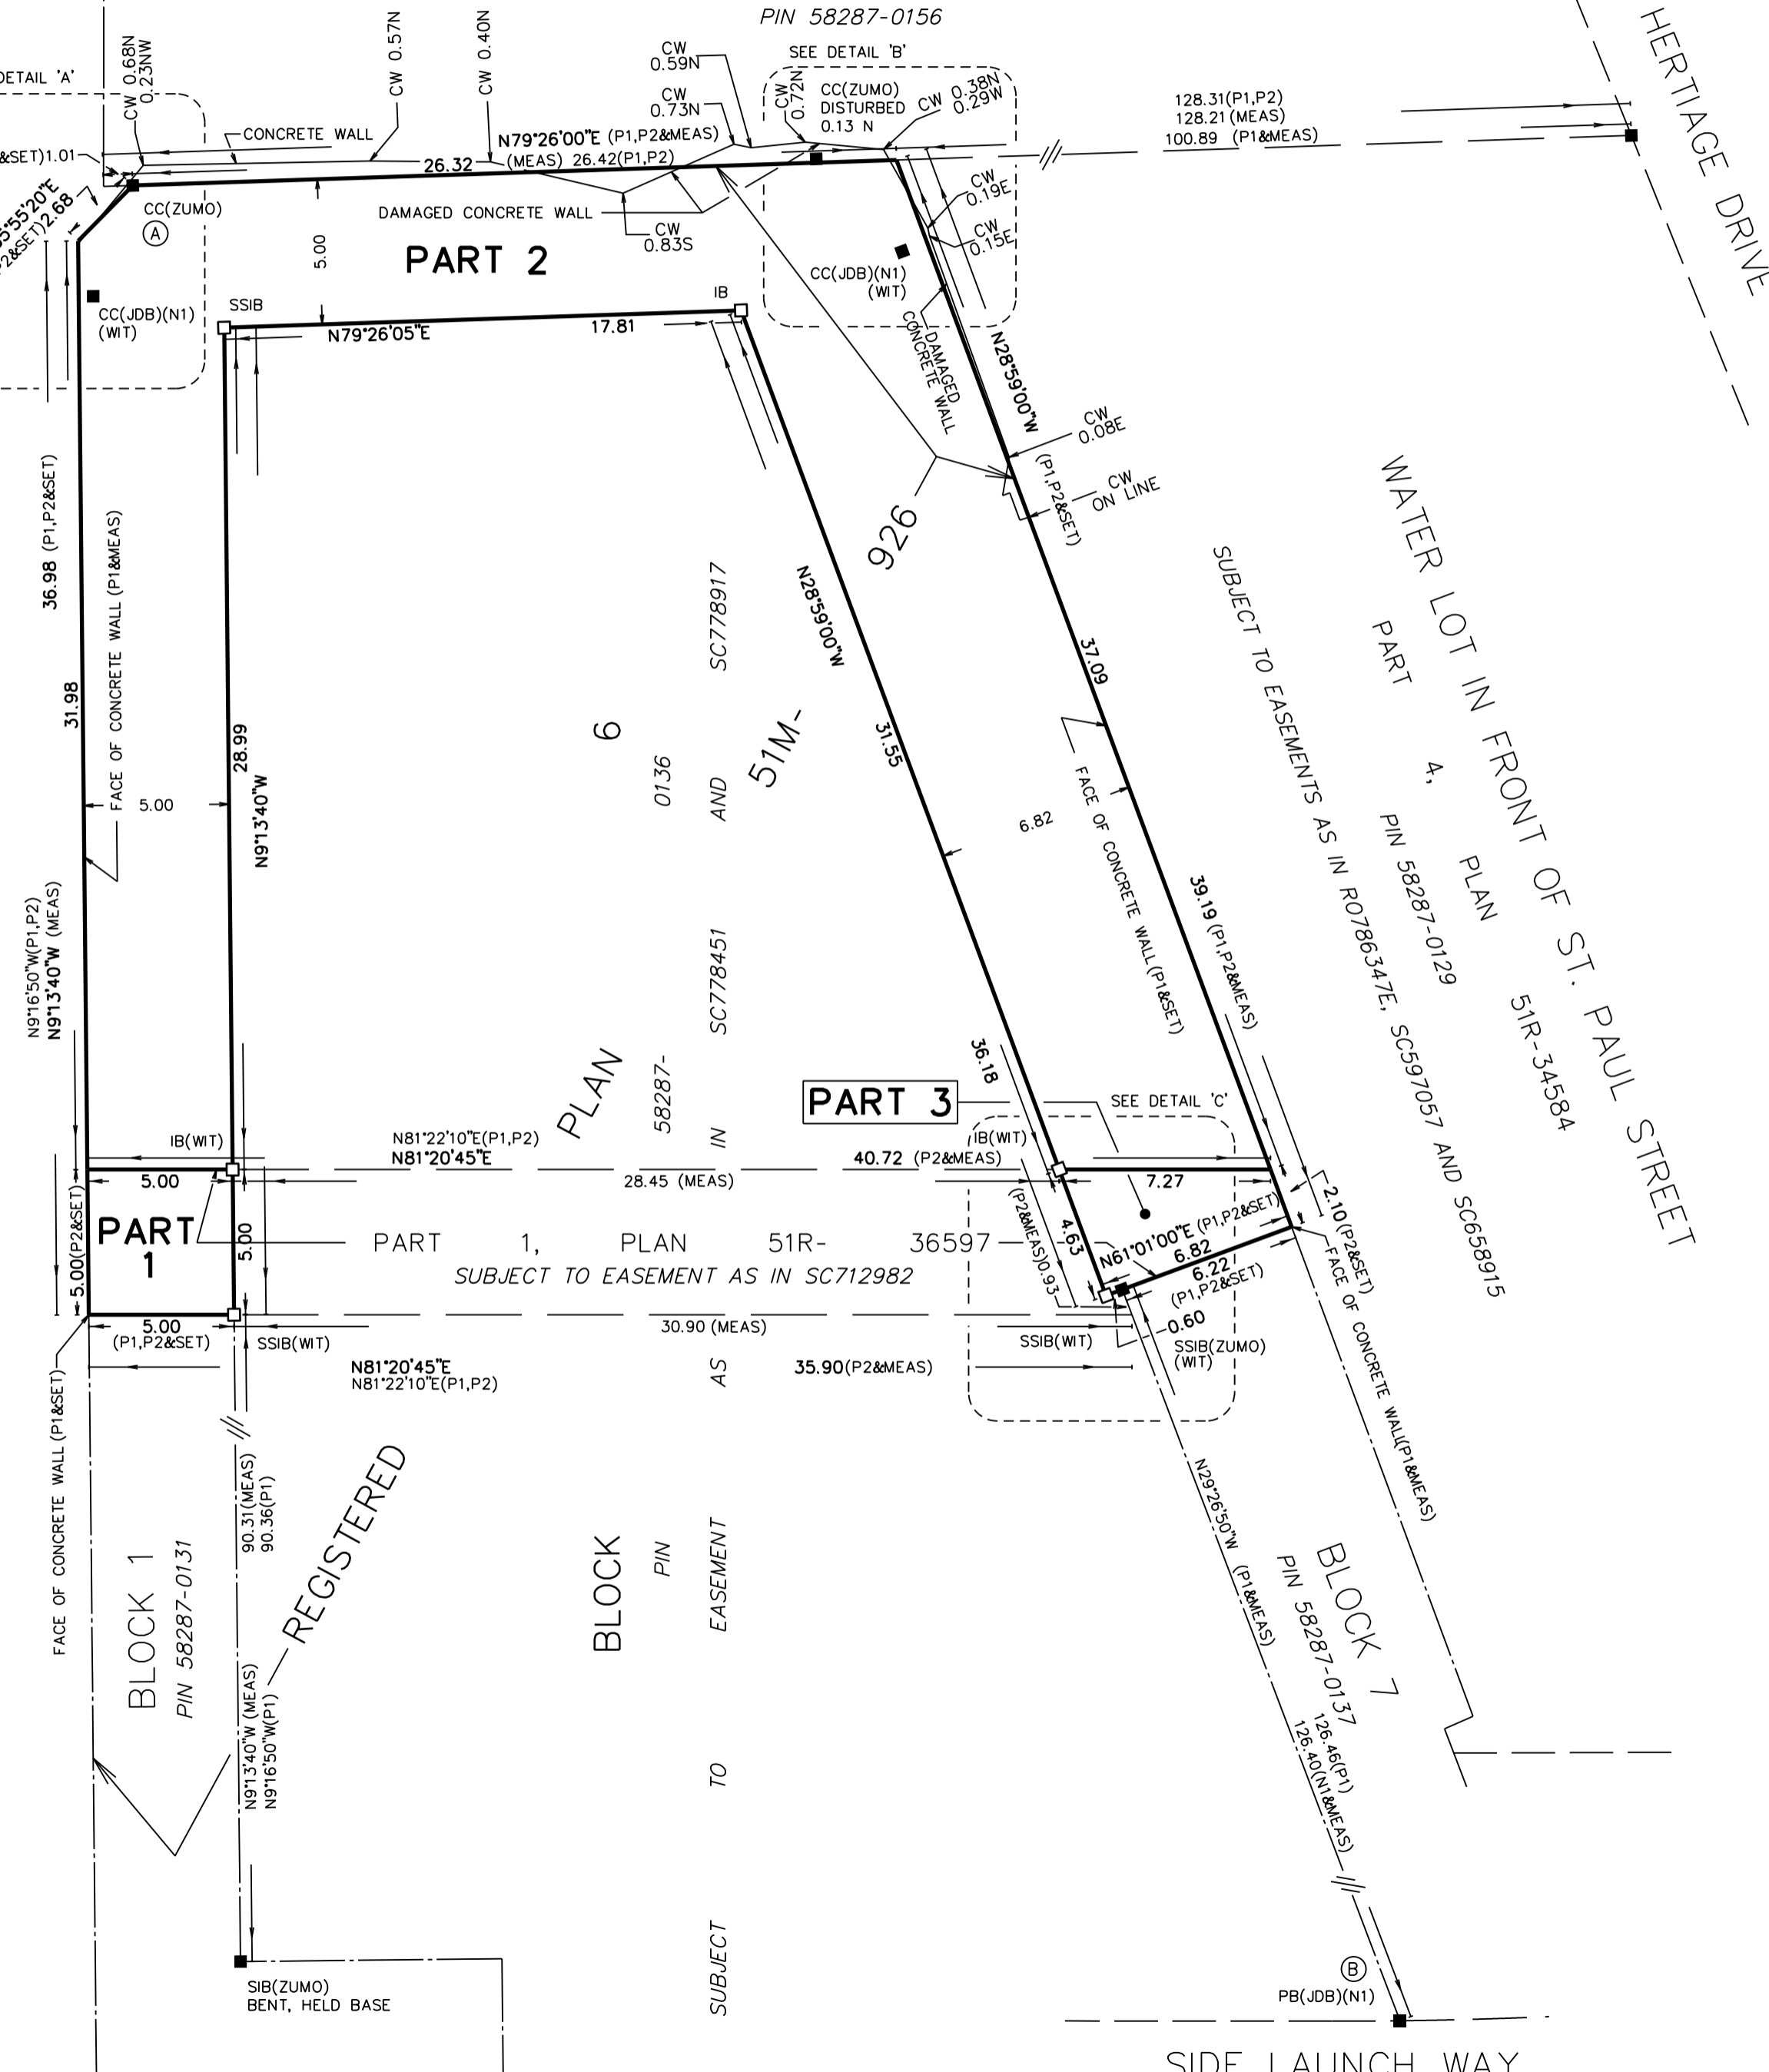 PIN 58287-0156
SEE DETAIL 'B'
DETAIL 'A'
CW 0.68N
0.23NW
CW 0.57N
CW 0.40N
CW
0.59N
CW
0.73N
CW
0.72N
CC(ZUMO)
DISTURBED
0.13 N
CW 0.38N
0.29W
128.31(P1,P2)
128.21 (MEAS)
100.89 (P1&MEAS)
HERTIAGE DRIVE
CONCRETE WALL
N79°26'00"E (P1,P2&MEAS)
26.32 (MEAS) 26.42(P1,P2)
&SET)1.01
5°55'20"E
P2&SET)2.68
CC(ZUMO)
A
DAMAGED CONCRETE WALL
CW
0.83S
CW
0.19E
CW
0.15E
5.00
PART 2
CC(JDB)(N1)
(WIT)
CC(JDB)(N1)
(WIT)
SSIB
IB
N79°26'05"E
17.81
DAMAGED
CONCRETE WALL
N28°59'00"W
(P1,P2&SET)
CW
0.08E
CW
ON LINE
36.98 (P1,P2&SET)
FACE OF CONCRETE WALL (P1&MEAS)
31.98
28.99
N9°13'40"W
5.00
N9°16'50"W(P1,P2)
N9°13'40"W (MEAS)
926
51M-
PLAN
REGISTERED
N28°59'00"W
31.55
36.18
37.09
6.82
FACE OF CONCRETE WALL(P1&SET)
39.19 (P1,P2&MEAS)
SUBJECT TO EASEMENTS AS IN R0786347E, SC597057 AND SC658915
WATER LOT IN FRONT OF ST. PAUL STREET
PART 4, PLAN 51R-34584
PIN 58287-0129
BLOCK 6
PIN 58287-0136
SUBJECT TO EASEMENT AS IN SC778451 AND SC778917
PART 3
SEE DETAIL 'C'
IB(WIT)
N81°22'10"E(P1,P2)
N81°20'45"E
IB(WIT)
40.72 (P2&MEAS)
5.00
28.45 (MEAS)
7.27
5.00(P2&SET)
PART
1
5.00
PART 1, PLAN 51R-36597
SUBJECT TO EASEMENT AS IN SC712982
(P2&MEAS)0.93
4.63
N61°01'00"E (P1,P2&SET)
6.82
6.22
(P1,P2&SET)
2.10(P2&SET)
FACE OF CONCRETE WALL(P1&MEAS)
0.60
5.00
(P1,P2&SET)
SSIB(WIT)
30.90 (MEAS)
SSIB(WIT)
SSIB(ZUMO)
(WIT)
N81°20'45"E
N81°22'10"E(P1,P2)
35.90(P2&MEAS)
FACE OF CONCRETE WALL (P1&SET)
90.31(MEAS)
90.36(P1)
BLOCK 1
PIN 58287-0131
N9°13'40"W (MEAS)
N9°16'50"W(P1)
N29°26'50"W (P1&MEAS)
BLOCK 7
PIN 58287-0137
126.46(P1)
126.40(N1&MEAS)
SIB(ZUMO)
BENT, HELD BASE
B
PB(JDB)(N1)
SIDE LAUNCH WAY